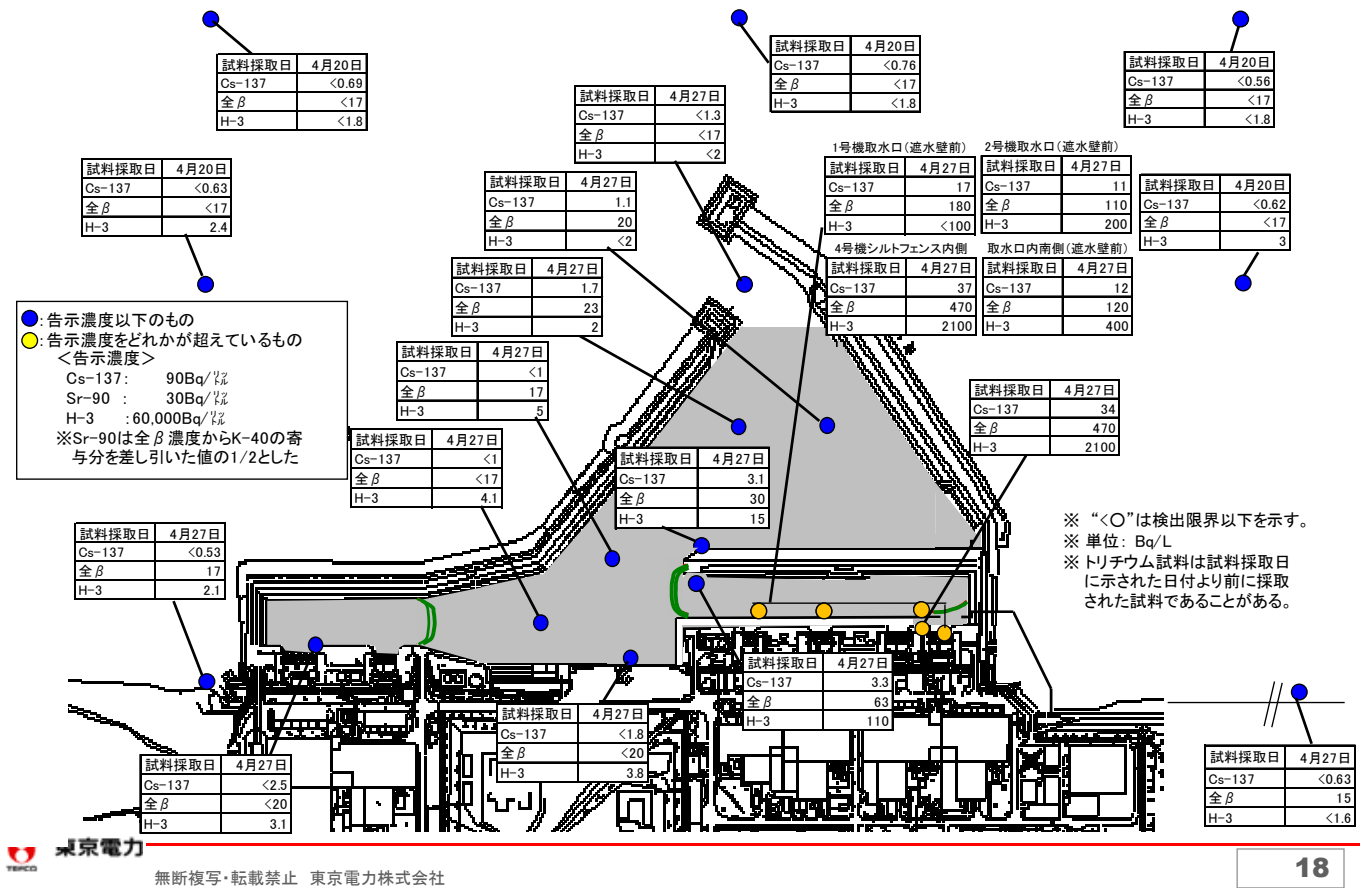 試料採取日 4月20日
Cs-137 <0.69
全β <17
H-3 <1.8
試料採取日 4月20日
Cs-137 <0.76
全β <17
H-3 <1.8
試料採取日 4月20日
Cs-137 <0.56
全β <17
H-3 <1.8
試料採取日 4月27日
Cs-137 <1.3
全β <17
H-3 <2
試料採取日 4月20日
Cs-137 <0.63
全β <17
H-3 2.4
試料採取日 4月27日
Cs-137 1.1
全β 20
H-3 <2
1号機取水口(遮水壁前)
試料採取日 4月27日
Cs-137 17
全β 180
H-3 <100
2号機取水口(遮水壁前)
試料採取日 4月27日
Cs-137 11
全β 110
H-3 200
試料採取日 4月20日
Cs-137 <0.62
全β <17
H-3 3
4号機シルトフェンス内側
試料採取日 4月27日
Cs-137 37
全β 470
H-3 2100
取水口内南側(遮水壁前)
試料採取日 4月27日
Cs-137 12
全β 120
H-3 400
試料採取日 4月27日
Cs-137 1.7
全β 23
H-3 2
:告示濃度以下のもの
:告示濃度をどれかが超えているもの
<告示濃度>
Cs-137: 90Bq/㍑
Sr-90 : 30Bq/㍑
H-3 :60,000Bq/㍑
※Sr-90は全β濃度からK-40の寄
与分を差し引いた値の1/2とした
試料採取日 4月27日
Cs-137 <1
全β 17
H-3 5
試料採取日 4月27日
Cs-137 34
全β 470
H-3 2100
試料採取日 4月27日
Cs-137 <1
全β <17
H-3 4.1
試料採取日 4月27日
Cs-137 3.1
全β 30
H-3 15
※ “<○”は検出限界以下を示す。
※ 単位: Bq/L
※ トリチウム試料は試料採取日
に示された日付より前に採取
された試料であることがある。
試料採取日 4月27日
Cs-137 <0.53
全β 17
H-3 2.1
試料採取日 4月27日
Cs-137 3.3
全β 63
H-3 110
試料採取日 4月27日
Cs-137 <1.8
全β <20
H-3 3.8
試料採取日 4月27日
Cs-137 <2.5
全β <20
H-3 3.1
試料採取日 4月27日
Cs-137 <0.63
全β 15
H-3 <1.6
TEPCO
東京電力
無断複写・転載禁止 東京電力株式会社
18